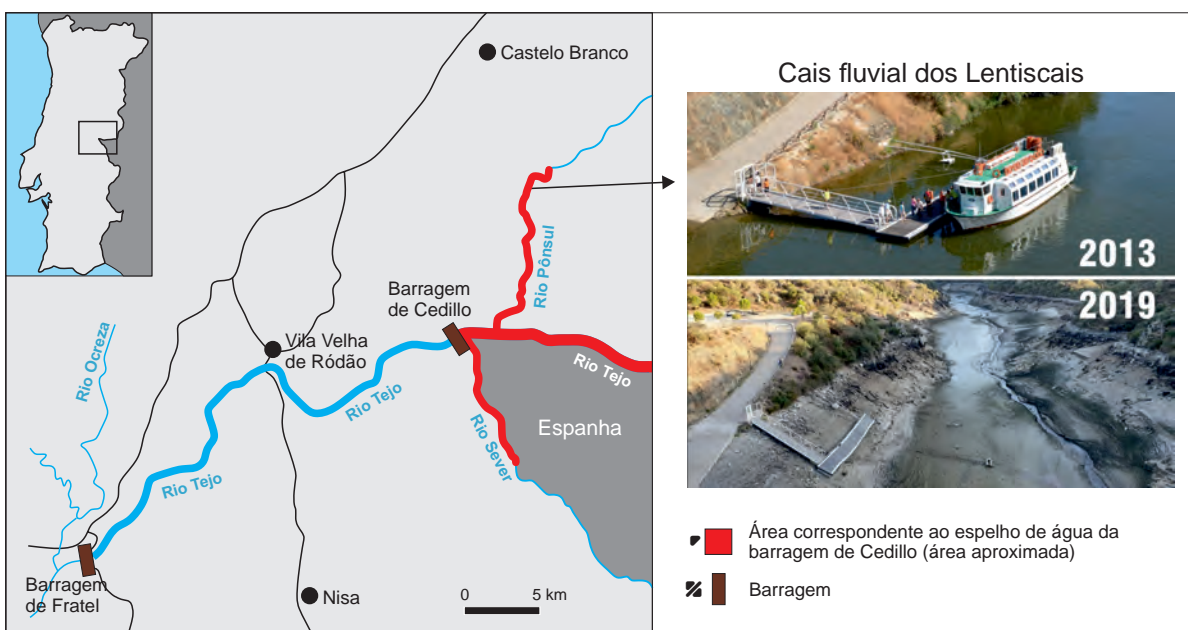 Castelo Branco
Rio Pônsul
Barragem
de Cedillo
Rio Ocreza
Vila Velha
de Ródão
Rio Tejo
Rio Tejo
Rio Tejo
Rio Sever
Espanha
Barragem
de Fratel
Nisa
0 5 km
Cais fluvial dos Lentiscais
2013
2019
Área correspondente ao espelho de água da
barragem de Cedillo (área aproximada)
Barragem